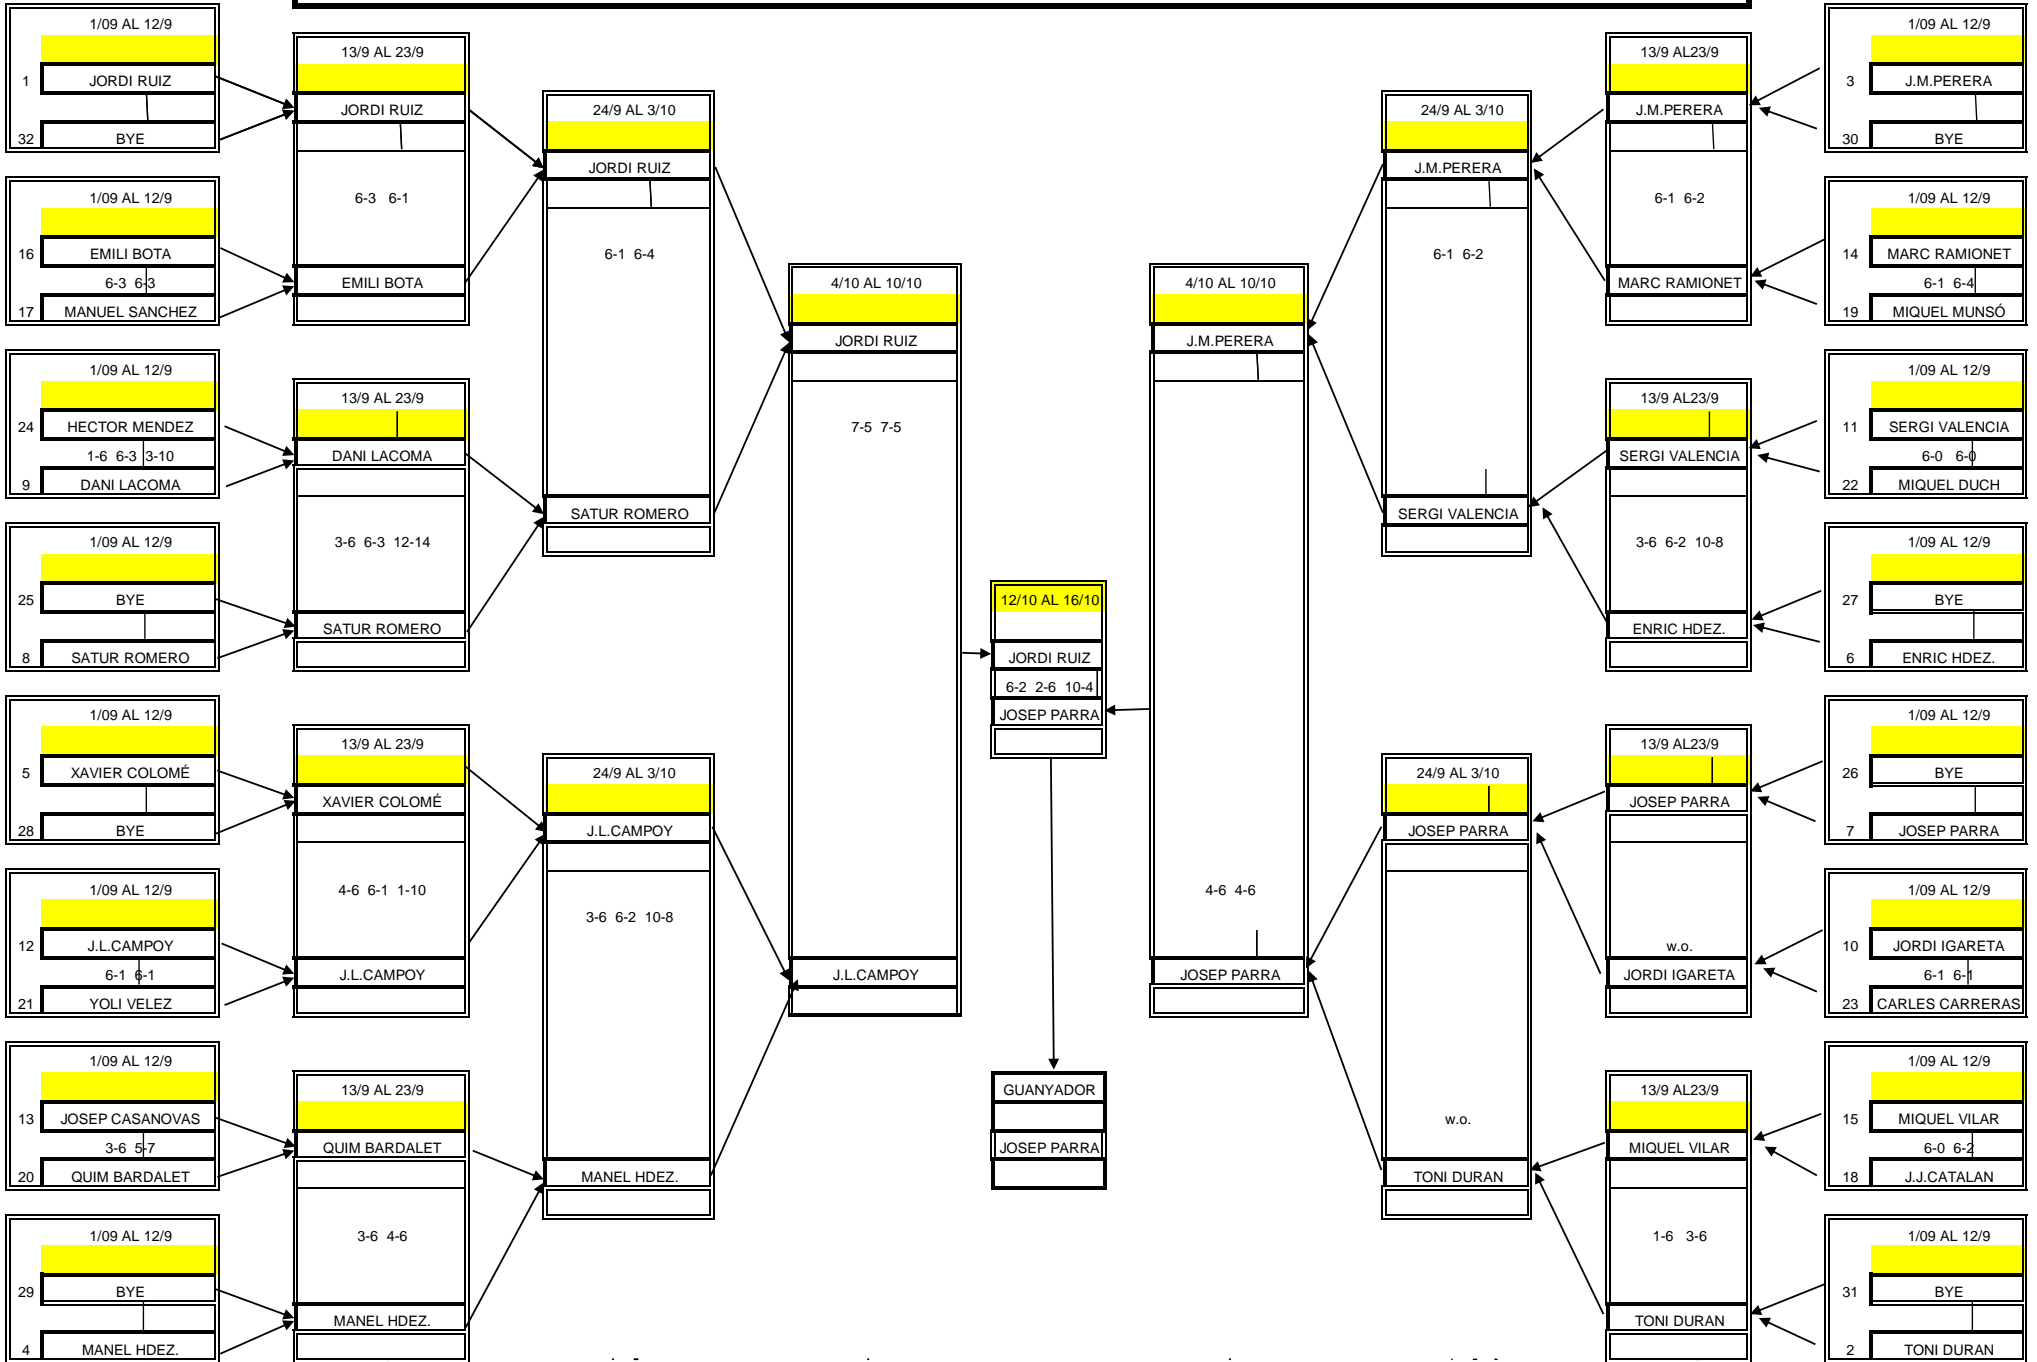 1/09 AL 12/9
1 JORDI RUIZ
32 BYE
1/09 AL 12/9
16 EMILI BOTA
6-3 6-3
17 MANUEL SANCHEZ
1/09 AL 12/9
24 HECTOR MENDEZ
1-6 6-3 3-10
9 DANI LACOMA
1/09 AL 12/9
25 BYE
8 SATUR ROMERO
1/09 AL 12/9
5 XAVIER COLOMÉ
28 BYE
1/09 AL 12/9
12 J.L.CAMPOY
6-1 6-1
21 YOLI VELEZ
1/09 AL 12/9
13 JOSEP CASANOVAS
3-6 5-7
20 QUIM BARDALET
1/09 AL 12/9
29 BYE
4 MANEL HDEZ.
13/9 AL 23/9
JORDI RUIZ
6-3 6-1
EMILI BOTA
13/9 AL 23/9
DANI LACOMA
3-6 6-3 12-14
SATUR ROMERO
13/9 AL 23/9
XAVIER COLOMÉ
4-6 6-1 1-10
J.L.CAMPOY
13/9 AL 23/9
QUIM BARDALET
3-6 4-6
MANEL HDEZ.
24/9 AL 3/10
JORDI RUIZ
6-1 6-4
SATUR ROMERO
24/9 AL 3/10
J.L.CAMPOY
3-6 6-2 10-8
MANEL HDEZ.
4/10 AL 10/10
JORDI RUIZ
7-5 7-5
J.L.CAMPOY
12/10 AL 16/10
JORDI RUIZ
6-2 2-6 10-4
JOSEP PARRA
GUANYADOR
JOSEP PARRA
4/10 AL 10/10
J.M.PERERA
4-6 4-6
JOSEP PARRA
24/9 AL 3/10
J.M.PERERA
6-1 6-2
SERGI VALENCIA
24/9 AL 3/10
JOSEP PARRA
w.o.
TONI DURAN
13/9 AL23/9
J.M.PERERA
6-1 6-2
MARC RAMIONET
13/9 AL23/9
SERGI VALENCIA
3-6 6-2 10-8
ENRIC HDEZ.
13/9 AL23/9
JOSEP PARRA
w.o.
JORDI IGARETA
13/9 AL23/9
MIQUEL VILAR
1-6 3-6
TONI DURAN
1/09 AL 12/9
3 J.M.PERERA
30 BYE
1/09 AL 12/9
14 MARC RAMIONET
6-1 6-4
19 MIQUEL MUNSÓ
1/09 AL 12/9
11 SERGI VALENCIA
6-0 6-0
22 MIQUEL DUCH
1/09 AL 12/9
27 BYE
6 ENRIC HDEZ.
1/09 AL 12/9
26 BYE
7 JOSEP PARRA
1/09 AL 12/9
10 JORDI IGARETA
6-1 6-1
23 CARLES CARRERAS
1/09 AL 12/9
15 MIQUEL VILAR
6-0 6-2
18 J.J.CATALAN
1/09 AL 12/9
31 BYE
2 TONI DURAN